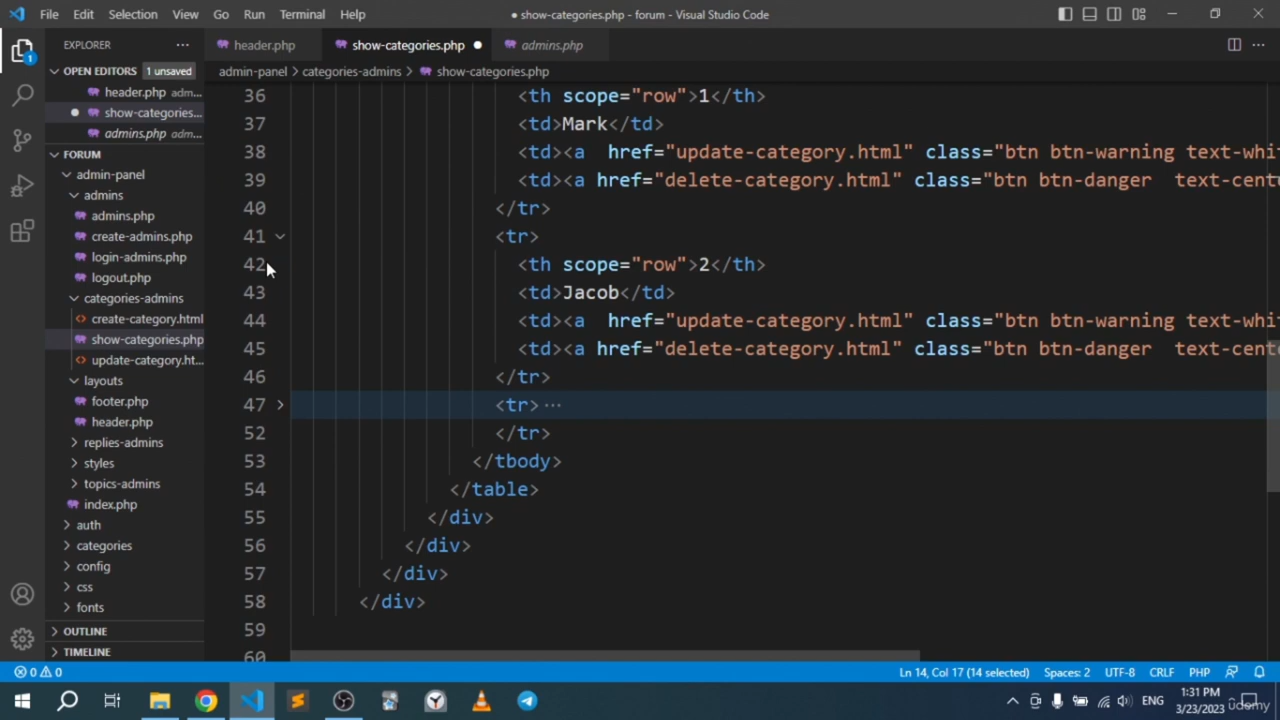 File Edit Selection View Go Run Terminal Help
● show-categories.php - forum - Visual Studio Code
EXPLORER ...
header.php
show-categories.php ●
admins.php
OPEN EDITORS 1 unsaved
admin-panel > categories-admins > show-categories.php
header.php adm...
● show-categories...
admins.php adm...
FORUM
admin-panel
admins
admins.php
create-admins.php
login-admins.php
logout.php
categories-admins
create-category.html
show-categories.php
update-category.ht...
layouts
footer.php
header.php
replies-admins
styles
topics-admins
index.php
auth
categories
config
css
fonts
OUTLINE
TIMELINE
36 <th scope="row">1</th>
37 <td>Mark</td>
38 <td><a  href="update-category.html" class="btn btn-warning text-whi
39 <td><a href="delete-category.html" class="btn btn-danger  text-cente
40 </tr>
41 <tr>
42 <th scope="row">2</th>
43 <td>Jacob</td>
44 <td><a  href="update-category.html" class="btn btn-warning text-whi
45 <td><a href="delete-category.html" class="btn btn-danger  text-cente
46 </tr>
47 <tr> ...
52 </tr>
53 </tbody>
54 </table>
55 </div>
56 </div>
57 </div>
58 </div>
59
60
0 0 Ln 14, Col 17 (14 selected) Spaces: 2 UTF-8 CRLF PHP
ENG
1:31 PM
3/23/2023
1
udemy